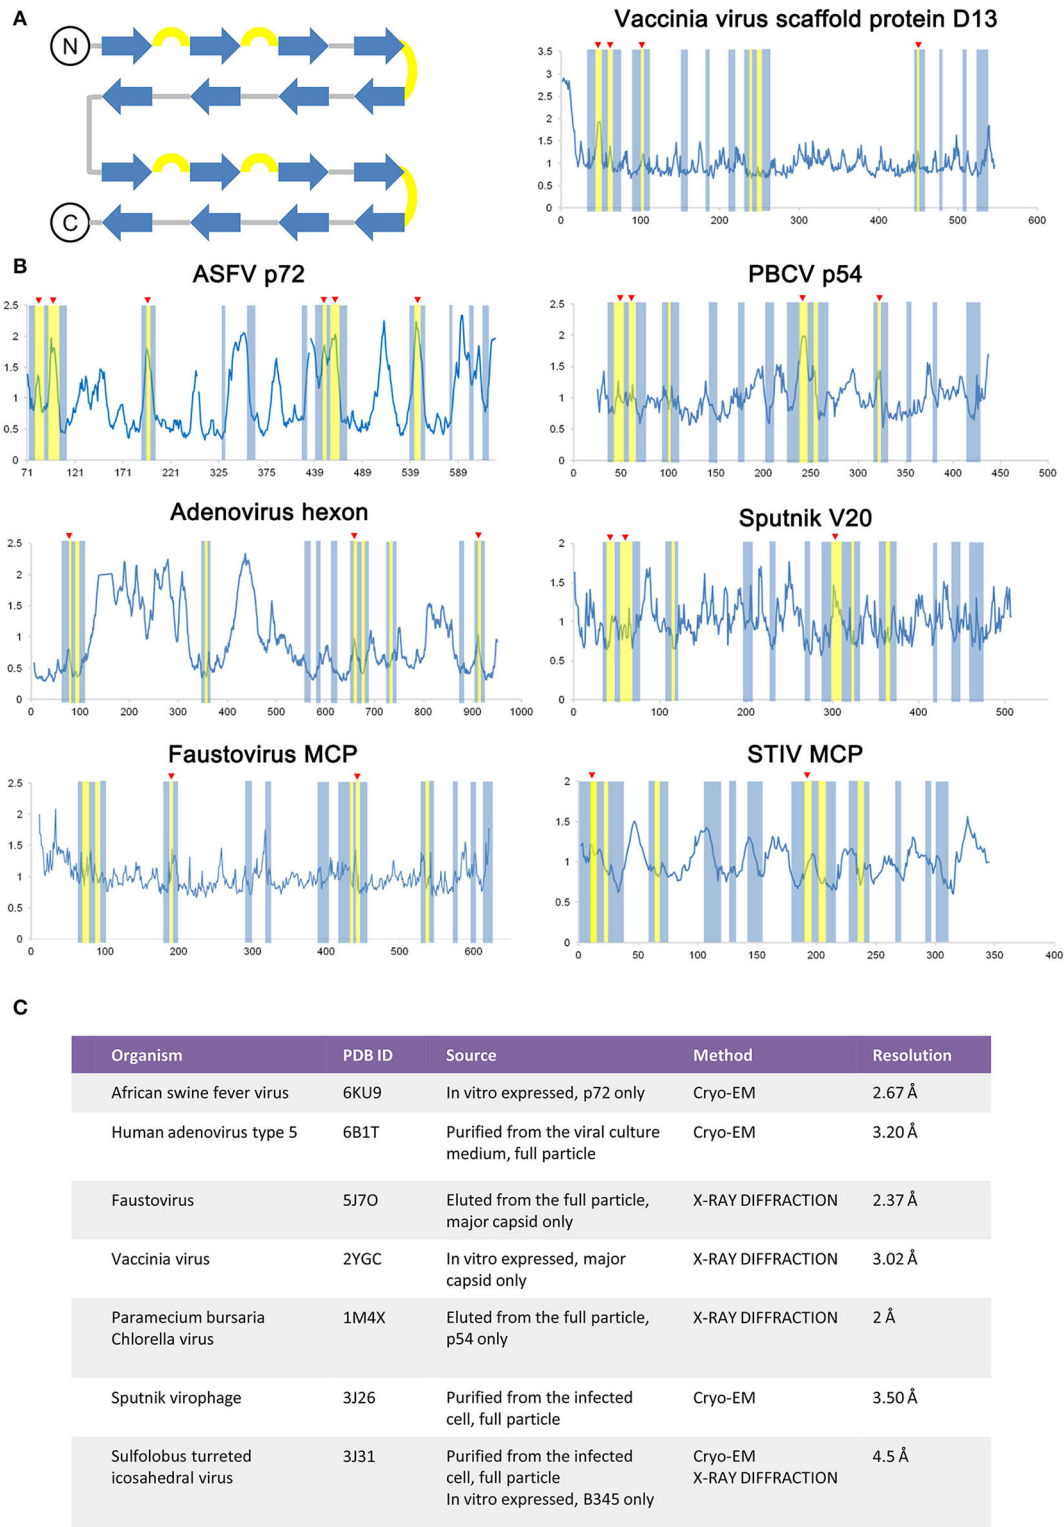 A
N
C
Vaccinia virus scaffold protein D13
3.5
3
2.5
2
1.5
1
0.5
0
0 100 200 300 400 500 600
B
ASFV p72
2.5
2
1.5
1
0.5
0
71 121 171 221 325 375 439 489 539 589
PBCV p54
2.5
2
1.5
1
0.5
0
0 50 100 150 200 250 300 350 400 450 500
Adenovirus hexon
2.5
2
1.5
1
0.5
0
0 100 200 300 400 500 600 700 800 900 1000
Sputnik V20
2.5
2
1.5
1
0.5
0
0 100 200 300 400 500
Faustovirus MCP
2.5
2
1.5
1
0.5
0
0 100 200 300 400 500 600
STIV MCP
2
1.5
1
0.5
0
0 50 100 150 200 250 300 350 400
C
Organism PDB ID Source Method Resolution
African swine fever virus 6KU9 In vitro expressed, p72 only Cryo-EM 2.67 Å
Human adenovirus type 5 6B1T Purified from the viral culture Cryo-EM 3.20 Å
medium, full particle
Faustovirus 5J7O Eluted from the full particle, X-RAY DIFFRACTION 2.37 Å
major capsid only
Vaccinia virus 2YGC In vitro expressed, major X-RAY DIFFRACTION 3.02 Å
capsid only
Paramecium bursaria 1M4X Eluted from the full particle, X-RAY DIFFRACTION 2 Å
Chlorella virus p54 only
Sputnik virophage 3J26 Purified from the infected Cryo-EM 3.50 Å
cell, full particle
Sulfolobus turreted 3J31 Purified from the infected Cryo-EM 4.5 Å
icosahedral virus cell, full particle X-RAY DIFFRACTION
In vitro expressed, B345 only